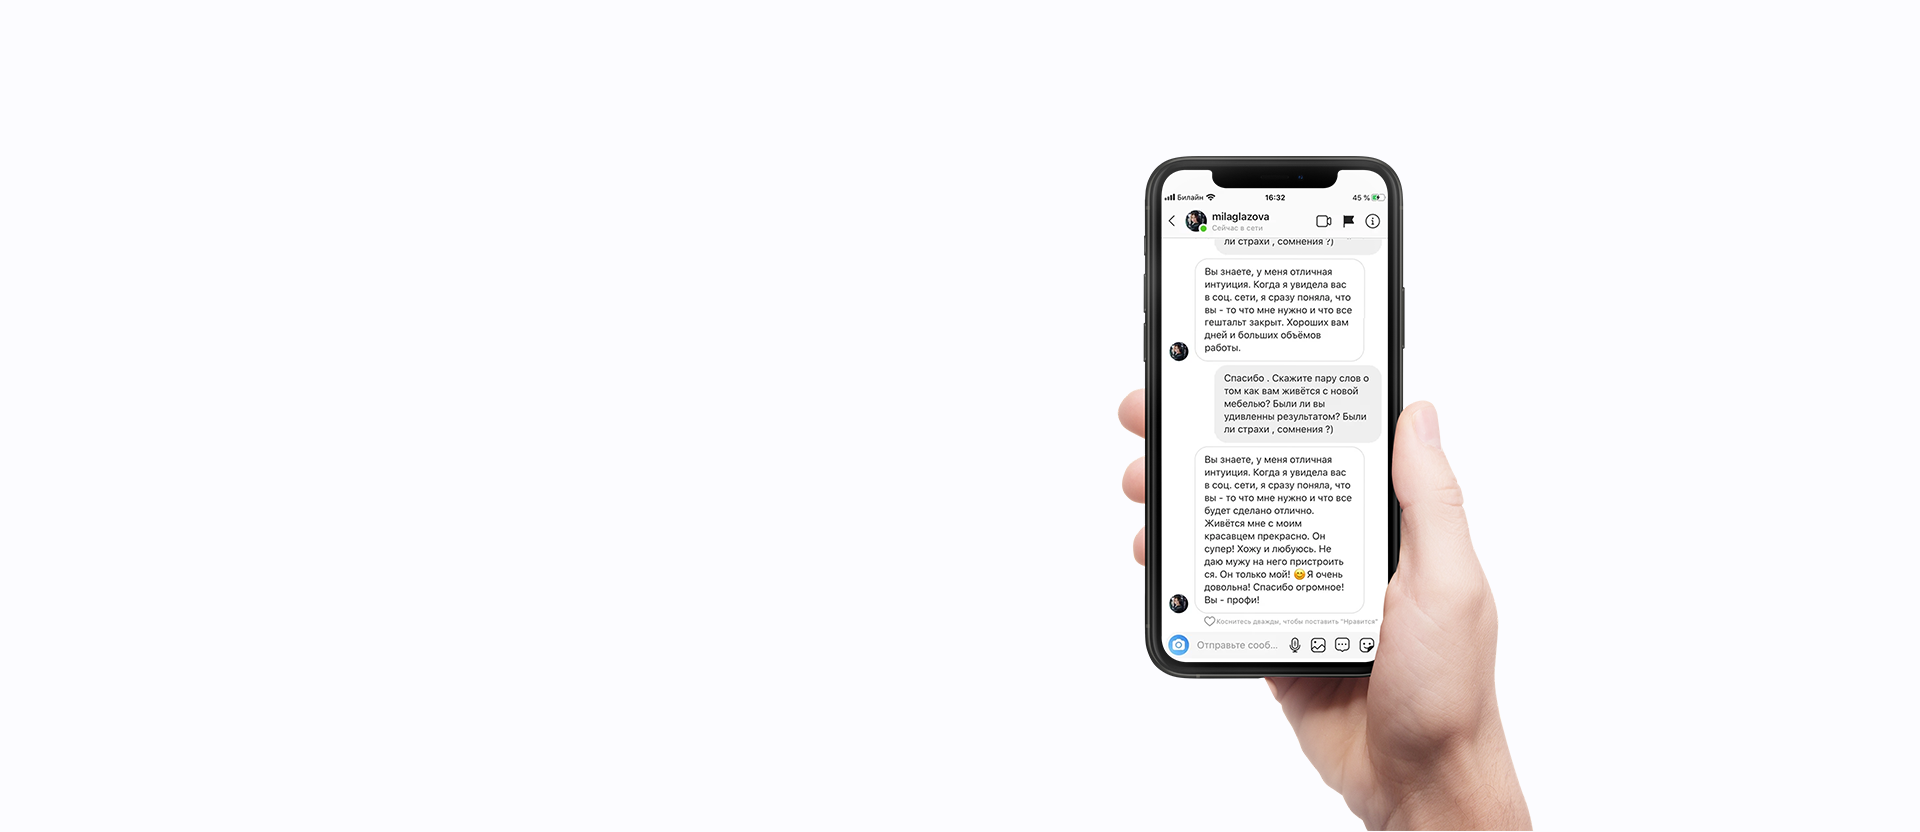 Билайн 16:32 45 %
milaglazova
Сейчас в сети
ли страхи , сомнения ?)
Вы знаете, у меня отличная
интуиция. Когда я увидела вас
в соц. сети, я сразу поняла, что
вы - то что мне нужно и что все
гештальт закрыт. Хороших вам
дней и больших объёмов
работы.
Спасибо . Скажите пару слов о
том как вам живётся с новой
мебелью? Были ли вы
удивленны результатом? Были
ли страхи , сомнения ?)
Вы знаете, у меня отличная
интуиция. Когда я увидела вас
в соц. сети, я сразу поняла, что
вы - то что мне нужно и что все
будет сделано отлично.
Живётся мне с моим
красавцем прекрасно. Он
супер! Хожу и любуюсь. Не
даю мужу на него пристроить
ся. Он только мой! 😊 Я очень
довольна! Спасибо огромное!
Вы - профи!
Коснитесь дважды, чтобы поставить "Нравится"
Отправьте сооб...